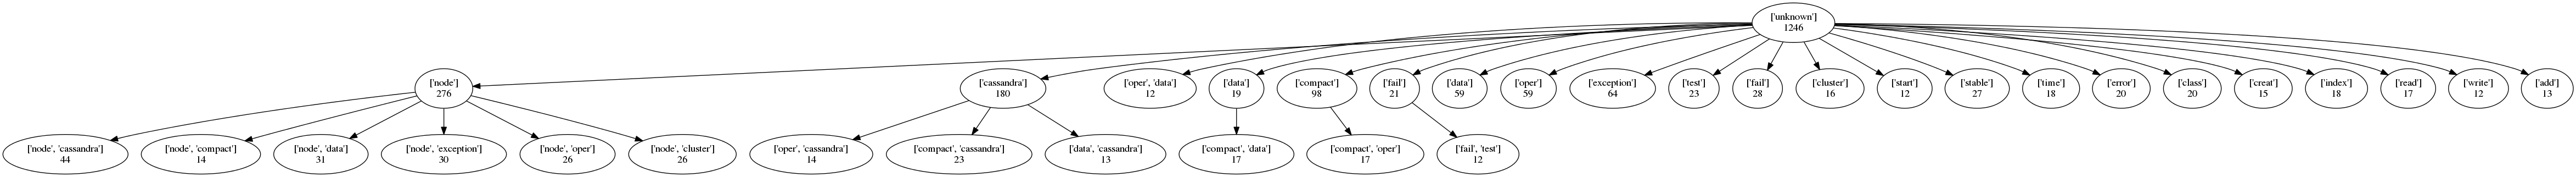 ['unknown']
1246
['node']
276
['cassandra']
180
['oper', 'data']
12
['data']
19
['compact']
98
['fail']
21
['data']
59
['oper']
59
['exception']
64
['test']
23
['fail']
28
['cluster']
16
['start']
12
['stable']
27
['time']
18
['error']
20
['class']
20
['creat']
15
['index']
18
['read']
17
['write']
12
['add']
13
['node', 'cassandra']
44
['node', 'compact']
14
['node', 'data']
31
['node', 'exception']
30
['node', 'oper']
26
['node', 'cluster']
26
['oper', 'cassandra']
14
['compact', 'cassandra']
23
['data', 'cassandra']
13
['compact', 'data']
17
['compact', 'oper']
17
['fail', 'test']
12